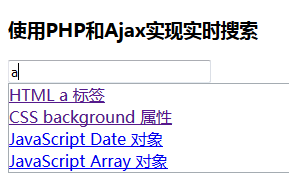 使用PHP和Ajax实现实时搜索
a
HTML a 标签
CSS background 属性
JavaScript Date 对象
JavaScript Array 对象